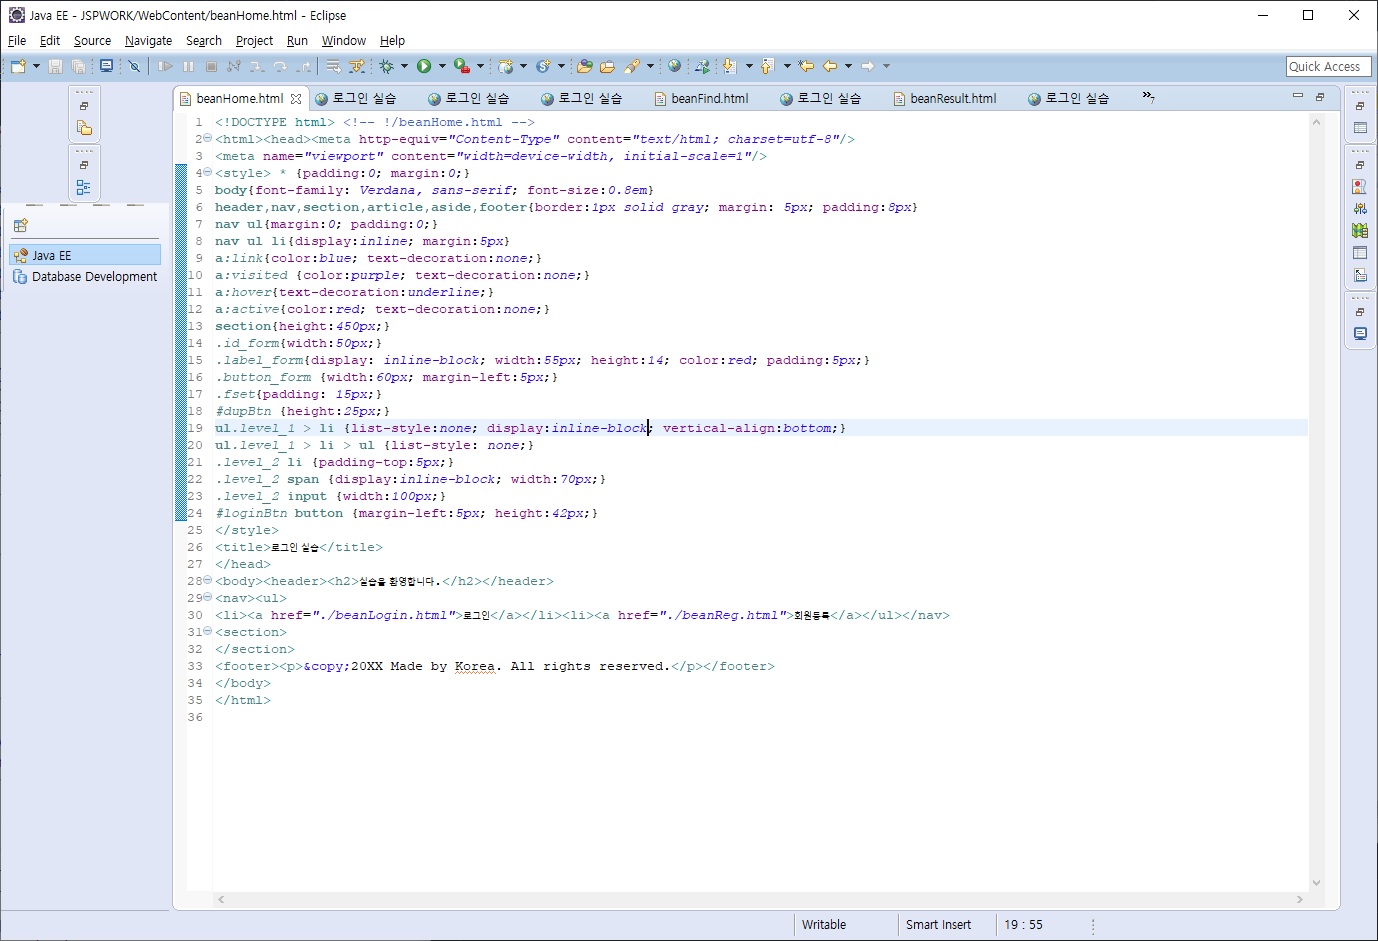 Java EE - JSPWORK/WebContent/beanHome.html - Eclipse
File Edit Source Navigate Search Project Run Window Help
Quick Access
beanHome.html 로그인 실습 로그인 실습 로그인 실습 beanFind.html 로그인 실습 beanResult.html 로그인 실습 »7
Java EE
Database Development
1 <!DOCTYPE html> <!-- !/beanHome.html -->
2 <html><head><meta http-equiv="Content-Type" content="text/html; charset=utf-8"/>
3 <meta name="viewport" content="width=device-width, initial-scale=1"/>
4 <style> * {padding:0; margin:0;}
5 body{font-family: Verdana, sans-serif; font-size:0.8em}
6 header,nav,section,article,aside,footer{border:1px solid gray; margin: 5px; padding:8px}
7 nav ul{margin:0; padding:0;}
8 nav ul li{display:inline; margin:5px}
9 a:link{color:blue; text-decoration:none;}
10 a:visited {color:purple; text-decoration:none;}
11 a:hover{text-decoration:underline;}
12 a:active{color:red; text-decoration:none;}
13 section{height:450px;}
14 .id_form{width:50px;}
15 .label_form{display: inline-block; width:55px; height:14; color:red; padding:5px;}
16 .button_form {width:60px; margin-left:5px;}
17 .fset{padding: 15px;}
18 #dupBtn {height:25px;}
19 ul.level_1 > li {list-style:none; display:inline-block; vertical-align:bottom;}
20 ul.level_1 > li > ul {list-style: none;}
21 .level_2 li {padding-top:5px;}
22 .level_2 span {display:inline-block; width:70px;}
23 .level_2 input {width:100px;}
24 #loginBtn button {margin-left:5px; height:42px;}
25 </style>
26 <title>로그인 실습</title>
27 </head>
28 <body><header><h2>실습을 환영합니다.</h2></header>
29 <nav><ul>
30 <li><a href="./beanLogin.html">로그인</a></li><li><a href="./beanReg.html">회원등록</a></ul></nav>
31 <section>
32 </section>
33 <footer><p>&copy;20XX Made by Korea. All rights reserved.</p></footer>
34 </body>
35 </html>
36
Writable Smart Insert 19 : 55